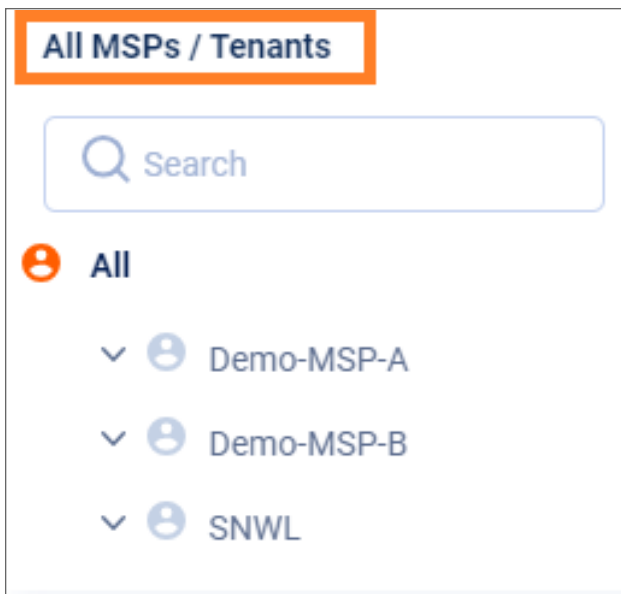 All MSPs / Tenants
Search
All
Demo-MSP-A
Demo-MSP-B
SNWL